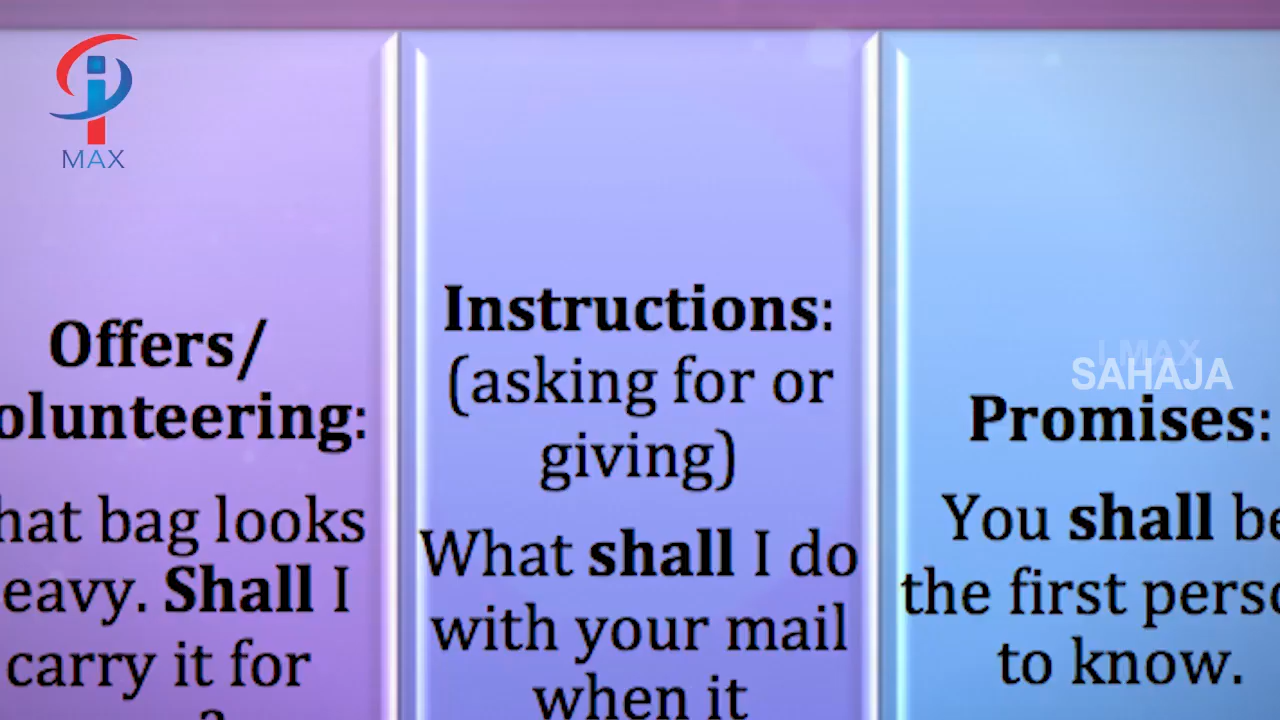 MAX
Offers/
olunteering:
hat bag looks
eavy. Shall I
carry it for
Instructions:
(asking for or
giving)
What shall I do
with your mail
when it
I MAX
SAHAJA
Promises:
You shall be
the first perso
to know.